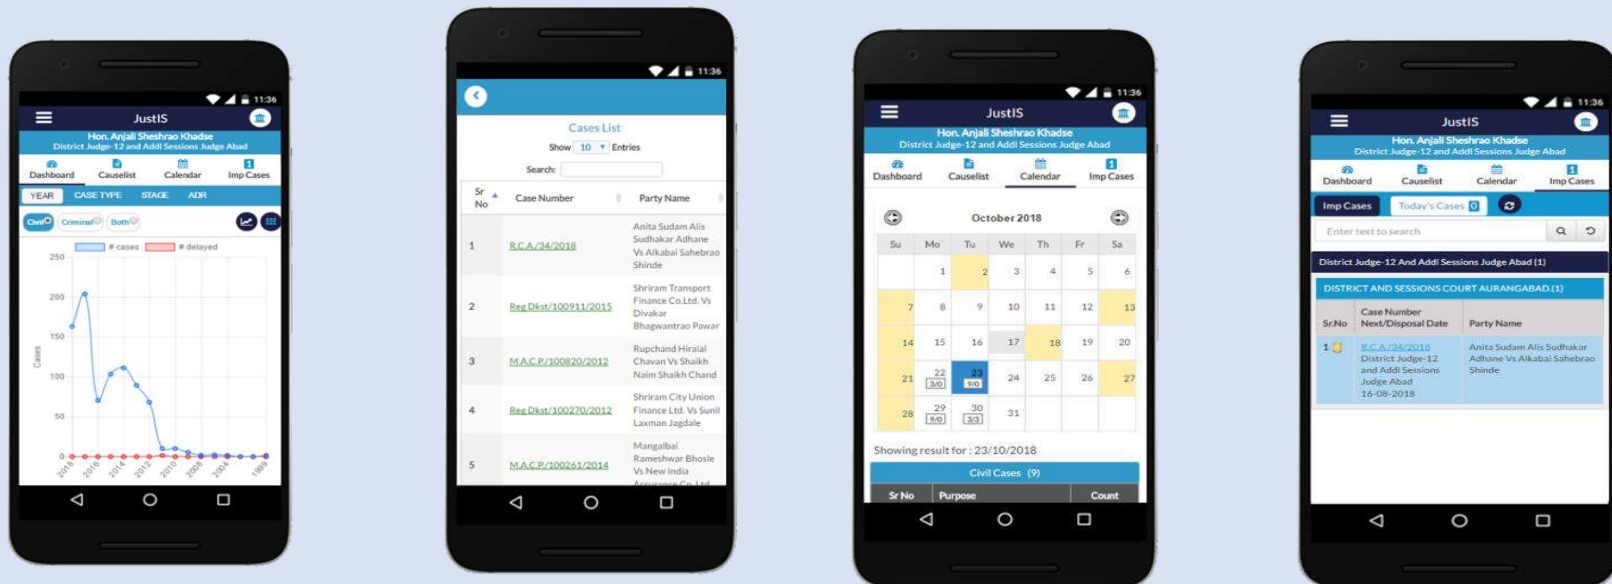 11:36
JustIS
Hon. Anjali Sheshrao Khadse
District Judge-12 and Addl Sessions Judge Abad
Dashboard Causelist Calendar 1 Imp Cases
YEAR CASE TYPE STAGE ADR
Civil Criminal Both
# cases # delayed
250
200
150
100
50
0
Cases
2018 2016 2014 2012 2010 2008 2004 1999
11:36
Cases List
Show 10 Entries
Search:
Sr No Case Number Party Name
1 R.C.A./34/2018 Anita Sudam Alis
Sudhakar Adhane
Vs Alkabai Sahebrao
Shinde
2 Reg Dkst/100911/2015 Shriram Transport
Finance Co.Ltd. Vs
Divakar
Bhagwantrao Pawar
3 M.A.C.P./100820/2012 Rupchand Hiralal
Chavan Vs Shaikh
Naim Shaikh Chand
4 Reg Dkst/100270/2012 Shriram City Union
Finance Ltd. Vs Sunil
Laxman Jagdale
5 M.A.C.P./100261/2014 Mangalbai
Rameshwar Bhosle
Vs New India
Assurance Co. Ltd
11:36
JustIS
Hon. Anjali Sheshrao Khadse
District Judge-12 and Addl Sessions Judge Abad
Dashboard Causelist Calendar 1 Imp Cases
October 2018
Su Mo Tu We Th Fr Sa
1 2 3 4 5 6
7 8 9 10 11 12 13
14 15 16 17 18 19 20
21 22 23 24 25 26 27
3/0 9/0
28 29 30 31
9/0 3/3
Showing result for : 23/10/2018
Civil Cases (9)
Sr No Purpose Count
11:36
JustIS
Hon. Anjali Sheshrao Khadse
District Judge-12 and Addl Sessions Judge Abad
Dashboard Causelist Calendar 1 Imp Cases
Imp Cases Today's Cases 0
Enter text to search
District Judge-12 And Addl Sessions Judge Abad (1)
DISTRICT AND SESSIONS COURT AURANGABAD.(1)
Sr.No Case Number
Next/Disposal Date Party Name
1 R.C.A./34/2018 Anita Sudam Alis Sudhakar
District Judge-12 Adhane Vs Alkabai Sahebrao
and Addl Sessions Shinde
Judge Abad
16-08-2018